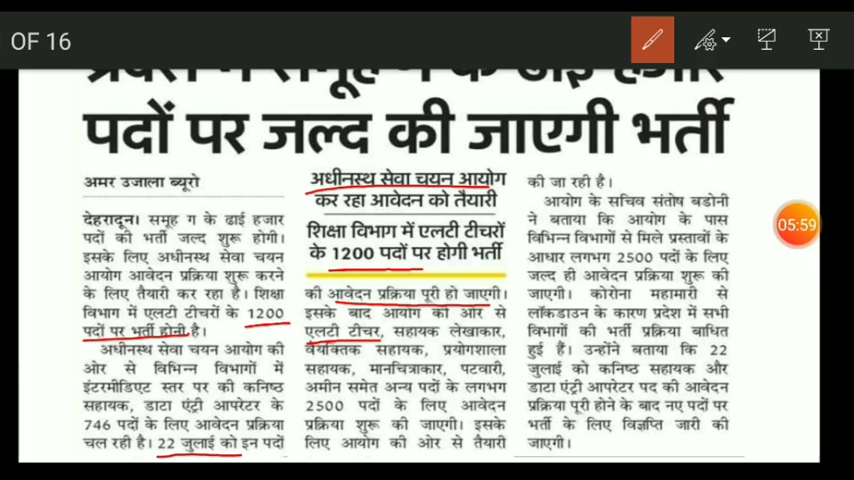 OF 16
प्रदेश में समूह ग के ढाई हजार
पदों पर जल्द की जाएगी भर्ती
अमर उजाला ब्यूरो
देहरादून। समूह ग के ढाई हजार
पदों की भर्ती जल्द शुरू होगी।
इसके लिए अधीनस्थ सेवा चयन
आयोग आवेदन प्रक्रिया शुरू करने
के लिए तैयारी कर रहा है। शिक्षा
विभाग में एलटी टीचरों के 1200
पदों पर भर्ती होनी है।
अधीनस्थ सेवा चयन आयोग की
ओर से विभिन्न विभागों में
इंटरमीडिएट स्तर पर की कनिष्ठ
सहायक, डाटा एंट्री आपरेटर के
746 पदों के लिए आवेदन प्रक्रिया
चल रही है। 22 जुलाई को इन पदों
अधीनस्थ सेवा चयन आयोग
कर रहा आवेदन को तैयारी
शिक्षा विभाग में एलटी टीचरों
के 1200 पदों पर होगी भर्ती
की आवेदन प्रक्रिया पूरी हो जाएगी।
इसके बाद आयोग की ओर से
एलटी टीचर, सहायक लेखाकार,
वैयक्तिक सहायक, प्रयोगशाला
सहायक, मानचित्राकार, पटवारी,
अमीन समेत अन्य पदों के लगभग
2500 पदों के लिए आवेदन
प्रक्रिया शुरू की जाएगी। इसके
लिए आयोग की ओर से तैयारी
की जा रही है।
आयोग के सचिव संतोष बडोनी
ने बताया कि आयोग के पास
विभिन्न विभागों से मिले प्रस्तावों के
आधार लगभग 2500 पदों के लिए
जल्द ही आवेदन प्रक्रिया शुरू की
जाएगी। कोरोना महामारी से
लॉकडाउन के कारण प्रदेश में सभी
विभागों की भर्ती प्रक्रिया बाधित
हुई हैं। उन्होंने बताया कि 22
जुलाई को कनिष्ठ सहायक और
डाटा एंट्री आपरेटर पद की आवेदन
प्रक्रिया पूरी होने के बाद नए पदों पर
भर्ती के लिए विज्ञप्ति जारी की
जाएगी।
05:59